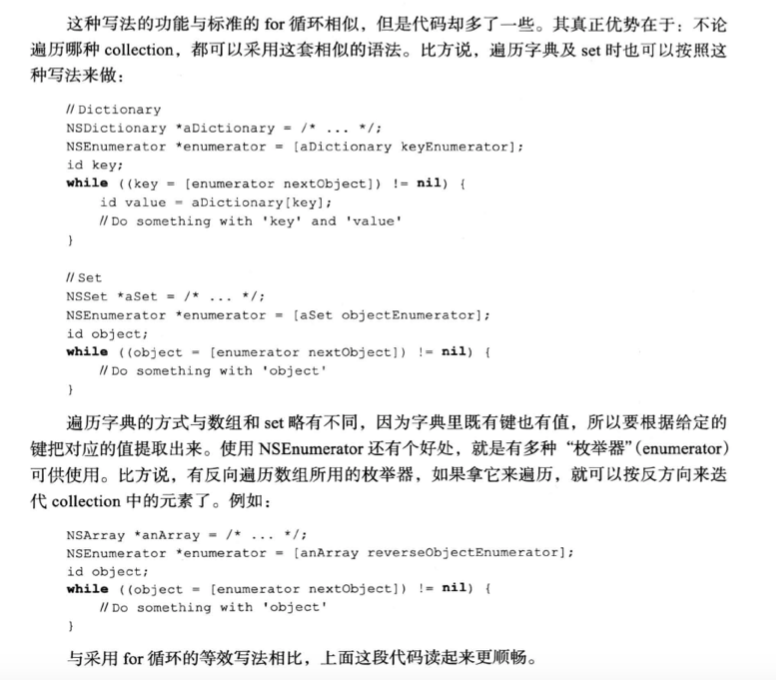 这种写法的功能与标准的 for 循环相似，但是代码却多了一些。其真正优势在于：不论
遍历哪种 collection，都可以采用这套相似的语法。比方说，遍历字典及 set 时也可以按照这
种写法来做：
// Dictionary
NSDictionary *aDictionary = /* ... */;
NSEnumerator *enumerator = [aDictionary keyEnumerator];
id key;
while ((key = [enumerator nextObject]) != nil) {
    id value = aDictionary[key];
    // Do something with 'key' and 'value'
}
// Set
NSSet *aSet = /* ... */;
NSEnumerator *enumerator = [aSet objectEnumerator];
id object;
while ((object = [enumerator nextObject]) != nil) {
    // Do something with 'object'
}
遍历字典的方式与数组和 set 略有不同，因为字典里既有键也有值，所以要根据给定的
键把对应的值提取出来。使用 NSEnumerator 还有个好处，就是有多种“枚举器”(enumerator)
可供使用。比方说，有反向遍历数组所用的枚举器，如果拿它来遍历，就可以按反方向来迭
代 collection 中的元素了。例如：
NSArray *anArray = /* ... */;
NSEnumerator *enumerator = [anArray reverseObjectEnumerator];
id object;
while ((object = [enumerator nextObject]) != nil) {
    // Do something with 'object'
}
与采用 for 循环的等效写法相比，上面这段代码读起来更顺畅。